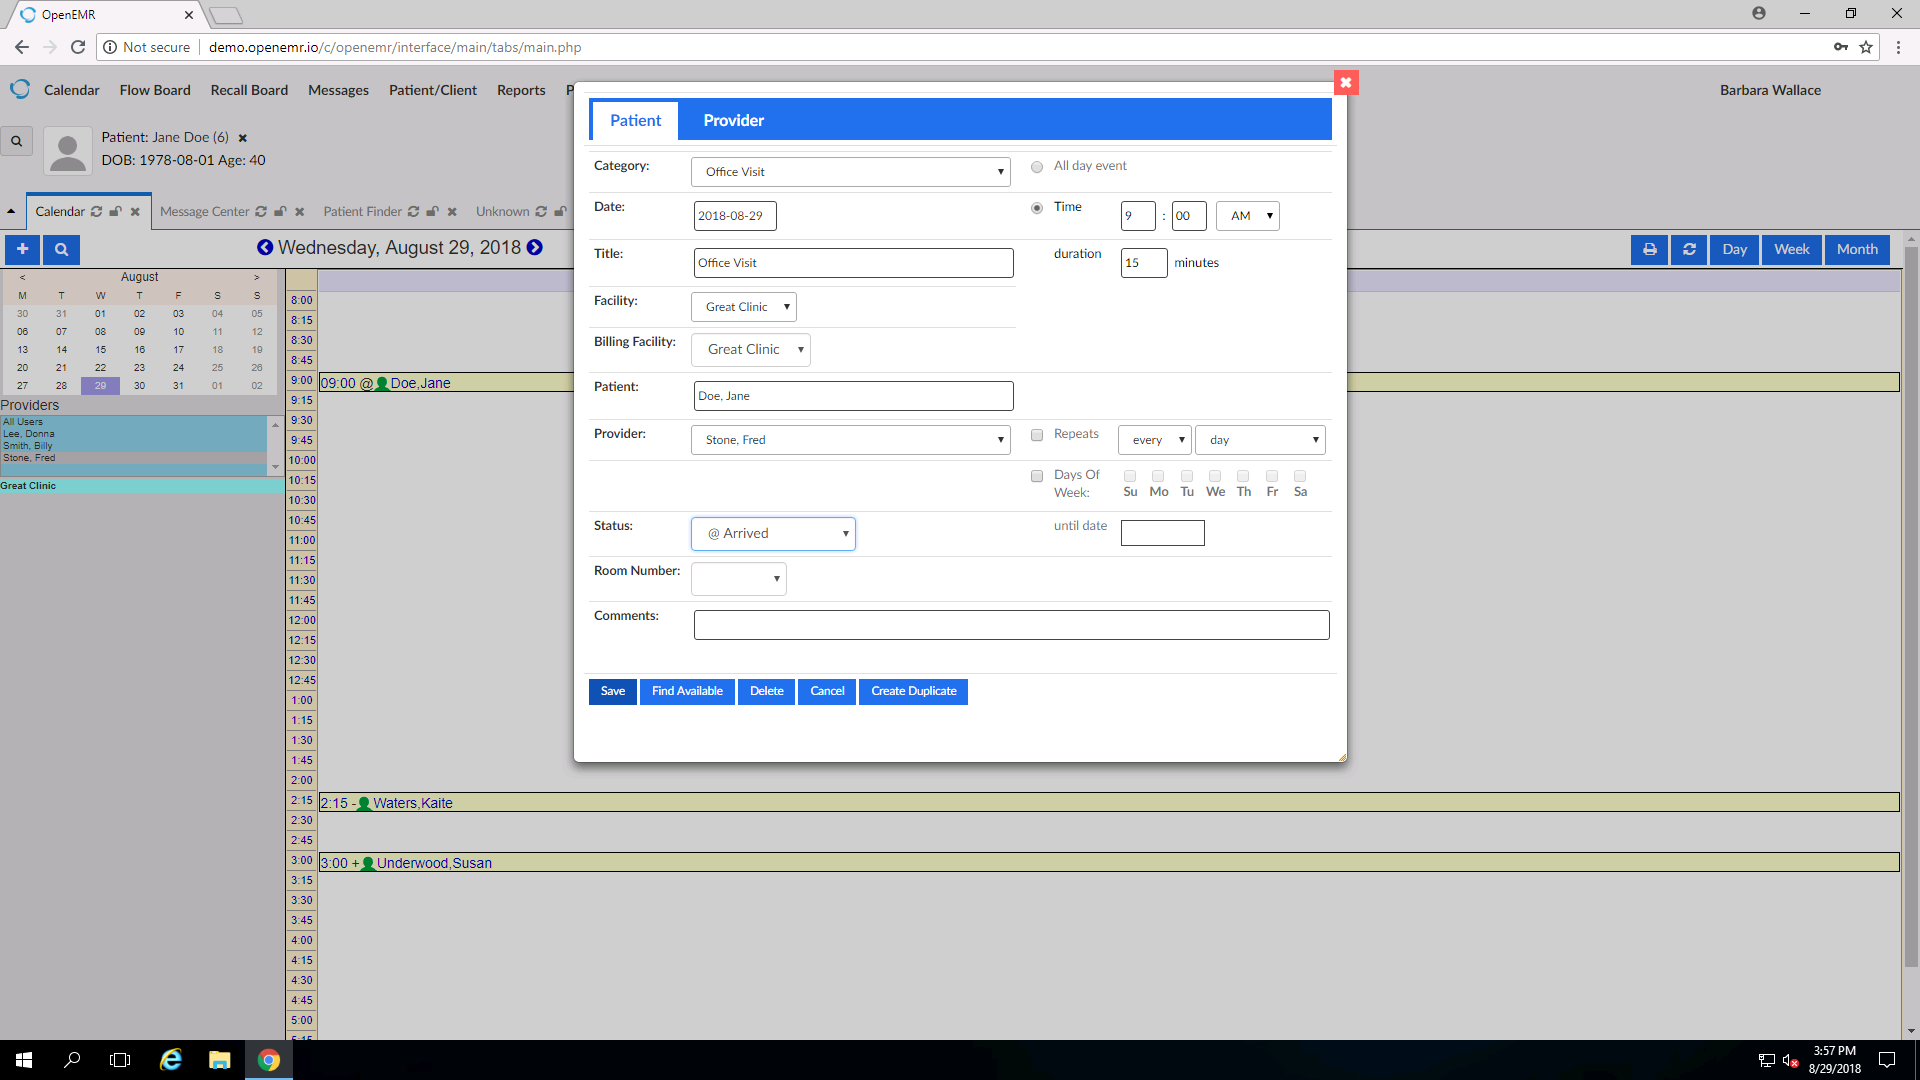 OpenEMR
Not secure demo.openemr.io/c/openemr/interface/main/tabs/main.php
Calendar Flow Board Recall Board Messages Patient/Client Reports P
Barbara Wallace
Patient: Jane Doe (6)
DOB: 1978-08-01 Age: 40
Calendar Message Center Patient Finder Unknown
Wednesday, August 29, 2018
Day Week Month
< August >
M T W T F S S
30 31 01 02 03 04 05
06 07 08 09 10 11 12
13 14 15 16 17 18 19
20 21 22 23 24 25 26
27 28 29 30 31 01 02
Providers
All Users
Lee, Donna
Smith, Billy
Stone, Fred
Great Clinic
8:00
8:15
8:30
8:45
9:00 09:00 @ Doe,Jane
9:15
9:30
9:45
10:00
10:15
10:30
10:45
11:00
11:15
11:30
11:45
12:00
12:15
12:30
12:45
1:00
1:15
1:30
1:45
2:00
2:15 2:15 - Waters,Kaite
2:30
2:45
3:00 3:00 + Underwood,Susan
3:15
3:30
3:45
4:00
4:15
4:30
4:45
5:00
5:15
Patient Provider
Category: Office Visit All day event
Date: 2018-08-29 Time 9 : 00 AM
Title: Office Visit duration 15 minutes
Facility: Great Clinic
Billing Facility: Great Clinic
Patient: Doe, Jane
Provider: Stone, Fred Repeats every day
Days Of Week: Su Mo Tu We Th Fr Sa
Status: @ Arrived until date
Room Number:
Comments:
Save Find Available Delete Cancel Create Duplicate
3:57 PM
8/29/2018